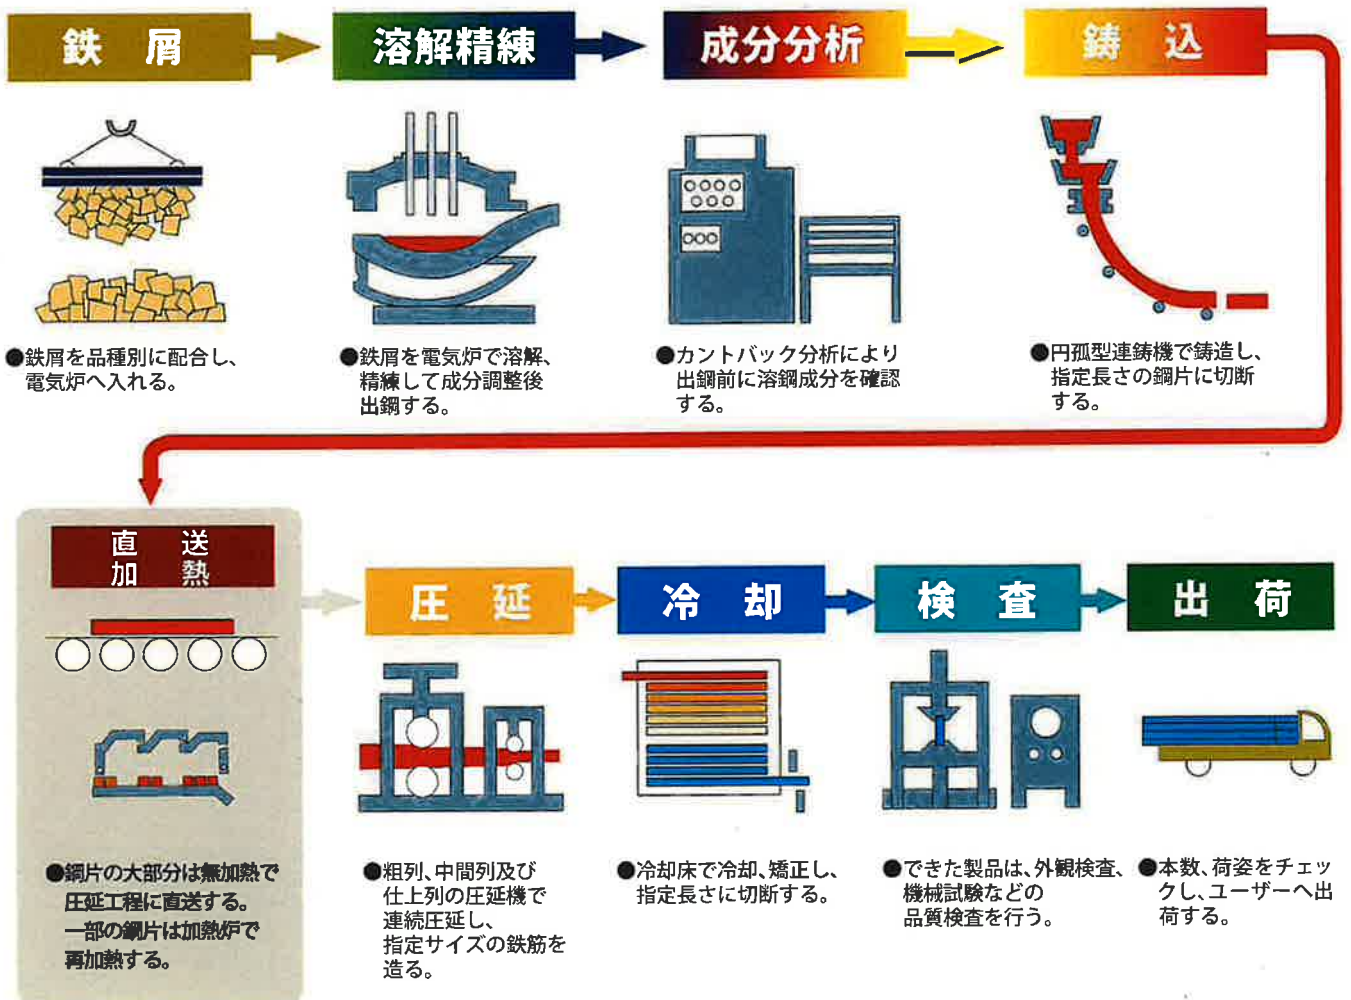 鉄 屑
溶解精練
成分分析
鋳 込
●鉄屑を品種別に配合し、
電気炉へ入れる。
●鉄屑を電気炉で溶解、
精練して成分調整後
出鋼する。
●カントバック分析により
出鋼前に溶鋼成分を確認
する。
●円孤型連鋳機で鋳造し、
指定長さの鋼片に切断
する。
直 送
加 熱
圧 延
冷 却
検 査
出 荷
●鋼片の大部分は無加熱で
圧延工程に直送する。
一部の鋼片は加熱炉で
再加熱する。
●粗列、中間列及び
仕上列の圧延機で
連続圧延し、
指定サイズの鉄筋を
造る。
●冷却床で冷却、矯正し、
指定長さに切断する。
●できた製品は、外観検査、
機械試験などの
品質検査を行う。
●本数、荷姿をチェッ
クし、ユーザーへ出
荷する。